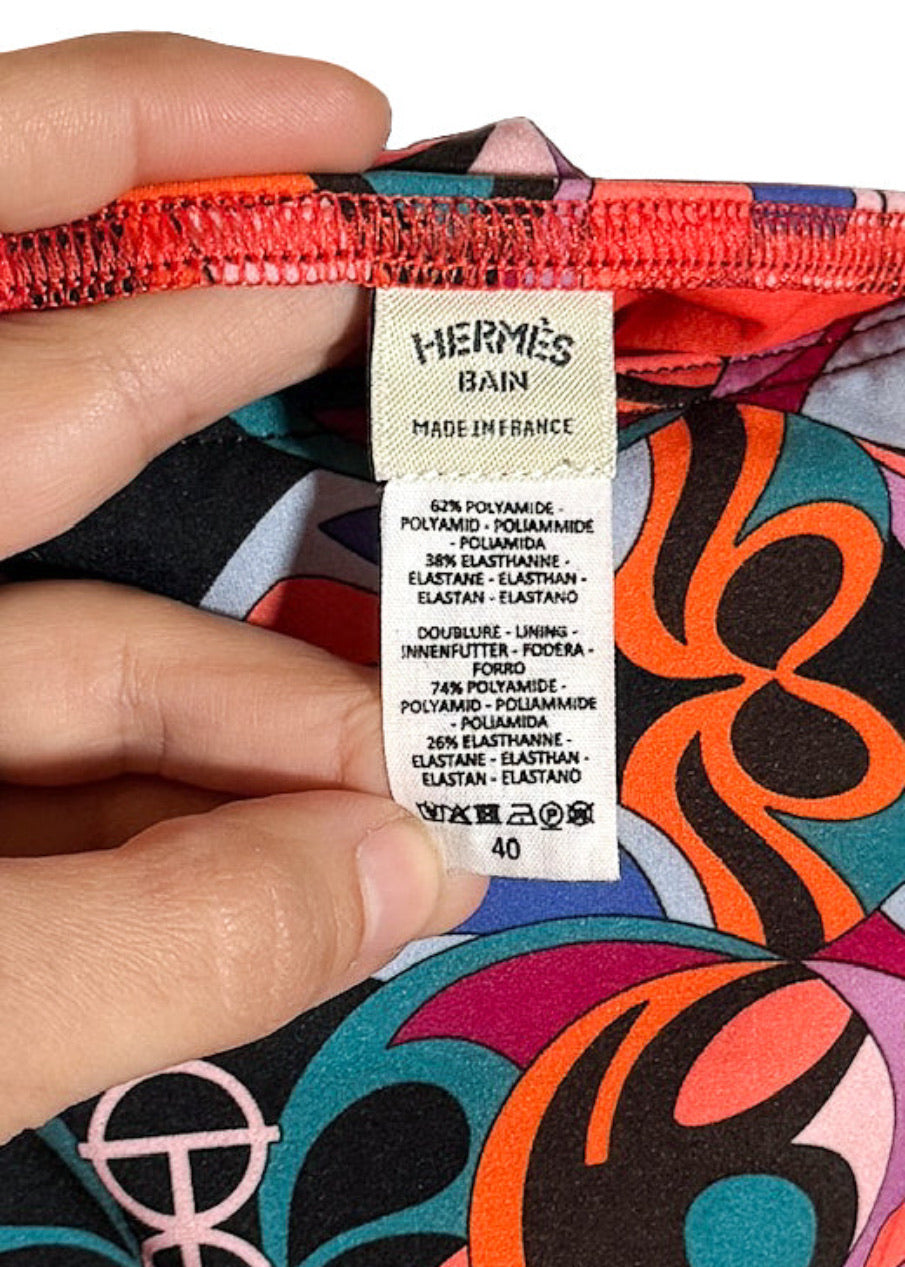 HERMÈS
BAIN
MADE IN FRANCE
62% POLYAMIDE -
POLYAMID - POLIAMMIDE
- POLIAMIDA
38% ELASTHANNE -
ELASTANE - ELASTHAN -
ELASTAN - ELASTANO
DOUBLURE - LINING -
INNENFUTTER - FODERA -
FORRO
74% POLYAMIDE -
POLYAMID - POLIAMMIDE
- POLIAMIDA
26% ELASTHANNE -
ELASTANE - ELASTHAN -
ELASTAN - ELASTANO
P
40